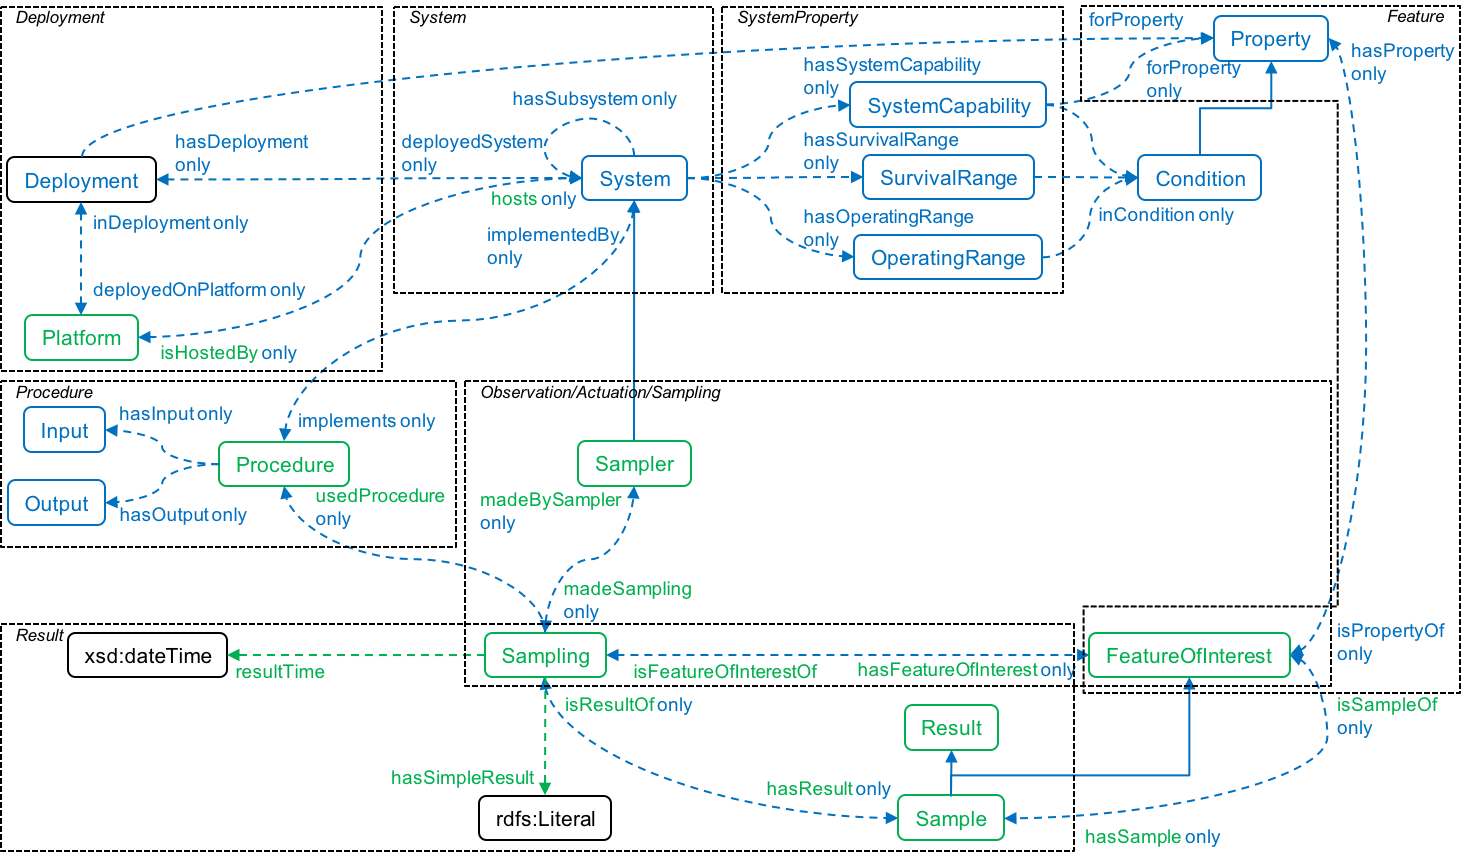 Deployment
System
SystemProperty
Feature
forProperty
Property
hasProperty
only
hasSystemCapability
only
forProperty
only
SystemCapability
hasSubsystem only
hasDeployment
only
deployedSystem
only
hasSurvivalRange
only
Deployment
System
SurvivalRange
Condition
hosts only
inDeployment only
hasOperatingRange
only
inCondition only
implementedBy
only
OperatingRange
deployedOnPlatform only
Platform
isHostedBy only
Procedure
Observation/Actuation/Sampling
hasInput only
Input
implements only
Procedure
Sampler
Output
hasOutput only
usedProcedure
only
madeBySampler
only
madeSampling
only
Result
xsd:dateTime
resultTime
Sampling
isFeatureOfInterestOf
hasFeatureOfInterest only
FeatureOfInterest
isPropertyOf
only
isResultOf only
isSampleOf
only
Result
hasSimpleResult
hasResult only
rdfs:Literal
Sample
hasSample only